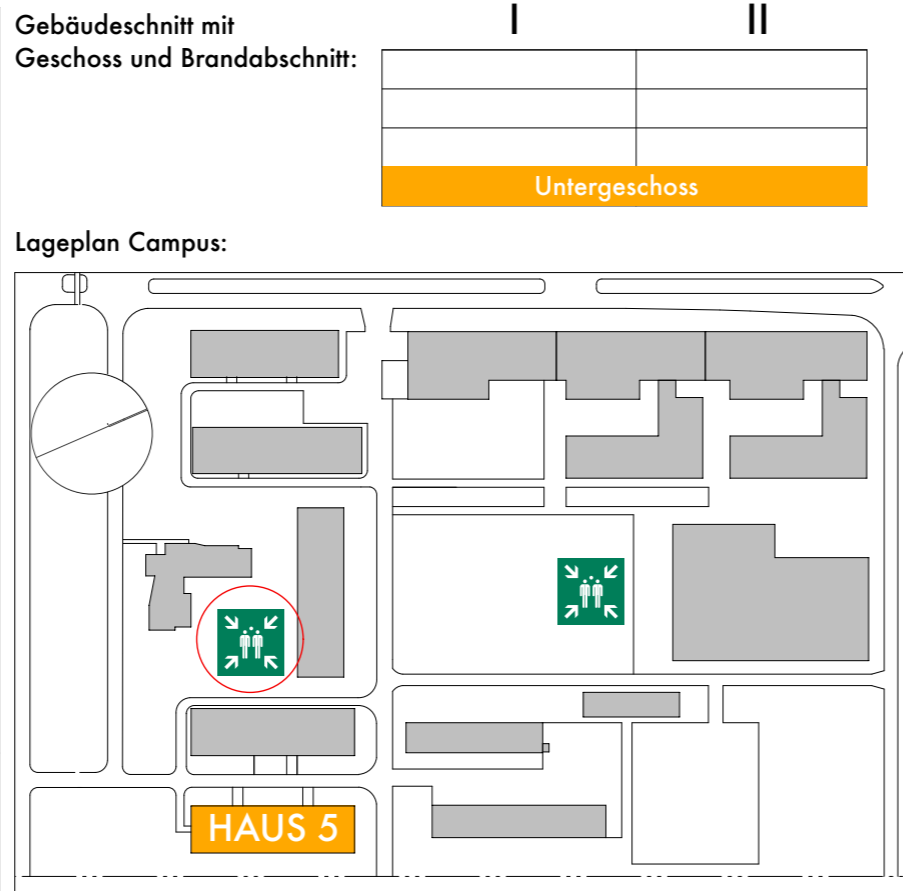 Gebäudeschnitt mit
Geschoss und Brandabschnitt:
I
II
Untergeschoss
Lageplan Campus:
HAUS 5